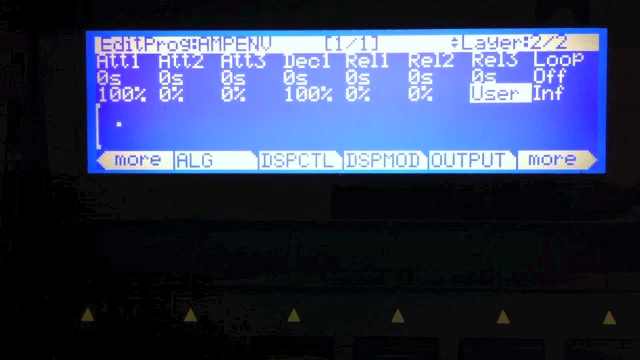 EditProg:AMPENV [1/1] ÷Layer:2/2
Att1 Att2 Att3 Dec1 Rel1 Rel2 Rel3 Loop
0s 0s 0s 0s 0s 0s 0s Off
100% 0% 0% 100% 0% 0% User Inf
more ALG DSPCTL DSPMOD OUTPUT more